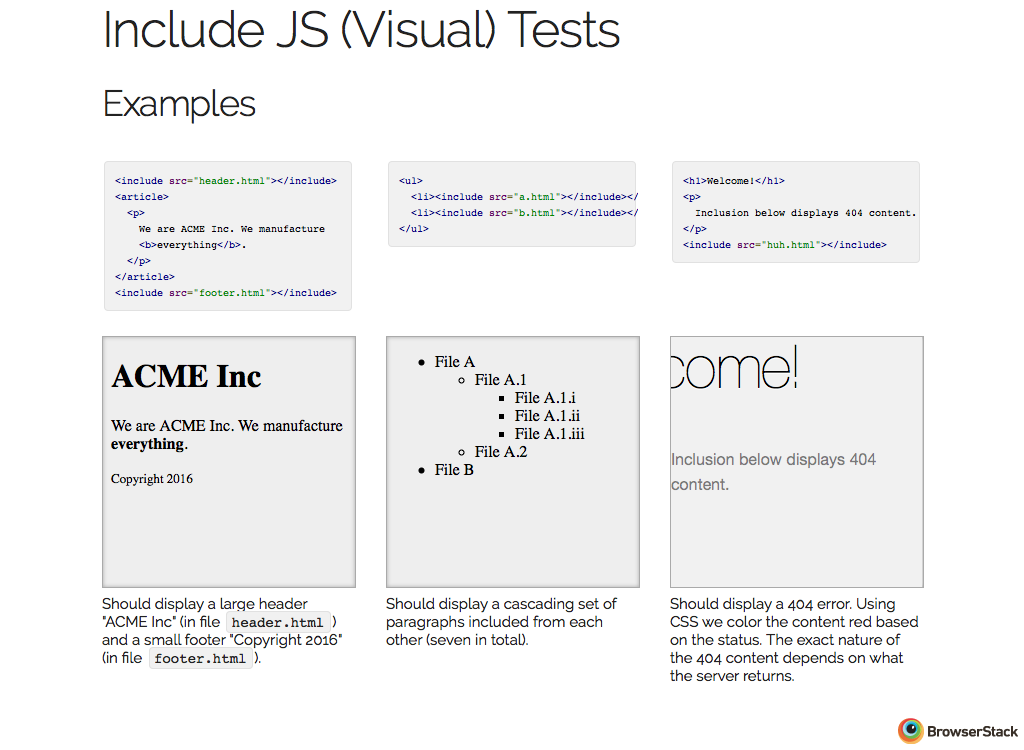 Include JS (Visual) Tests
Examples
<include src="header.html"></include>
<article>
<p>
We are ACME Inc. We manufacture
<b>everything</b>.
</p>
</article>
<include src="footer.html"></include>
<ul>
<li><include src="a.html"></include></
<li><include src="b.html"></include></
</ul>
<h1>Welcome!</h1>
<p>
Inclusion below displays 404 content.
</p>
<include src="huh.html"></include>
ACME Inc
We are ACME Inc. We manufacture
everything.
Copyright 2016
• File A
○ File A.1
▪ File A.1.i
▪ File A.1.ii
▪ File A.1.iii
○ File A.2
• File B
come!
Inclusion below displays 404
content.
Should display a large header
"ACME Inc" (in file header.html )
and a small footer "Copyright 2016"
(in file footer.html ).
Should display a cascading set of
paragraphs included from each
other (seven in total).
Should display a 404 error. Using
CSS we color the content red based
on the status. The exact nature of
the 404 content depends on what
the server returns.
BrowserStack